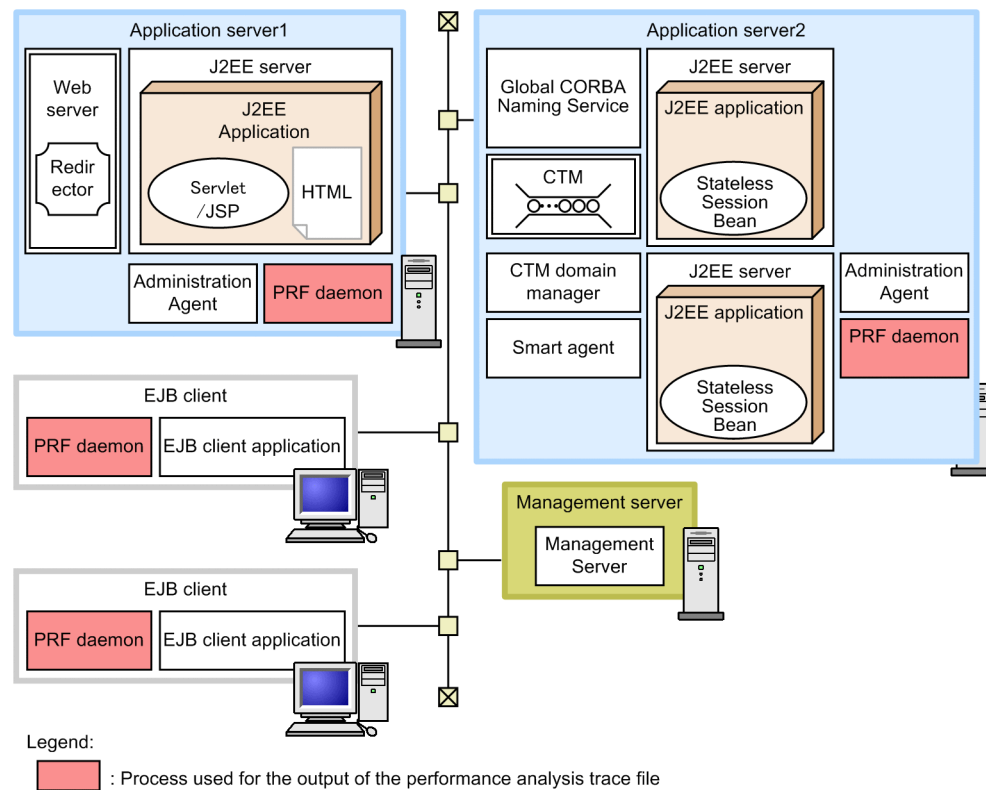 Application server1
Web
server
Redir
ector
J2EE server
J2EE
Application
Servlet
/JSP
HTML
Administration
Agent
PRF daemon
Application server2
Global CORBA
Naming Service
CTM
CTM domain
manager
Smart agent
J2EE server
J2EE application
Stateless
Session
Bean
J2EE server
J2EE application
Stateless
Session
Bean
Administration
Agent
PRF daemon
EJB client
PRF daemon
EJB client application
Management server
Management
Server
EJB client
PRF daemon
EJB client application
Legend:
: Process used for the output of the performance analysis trace file